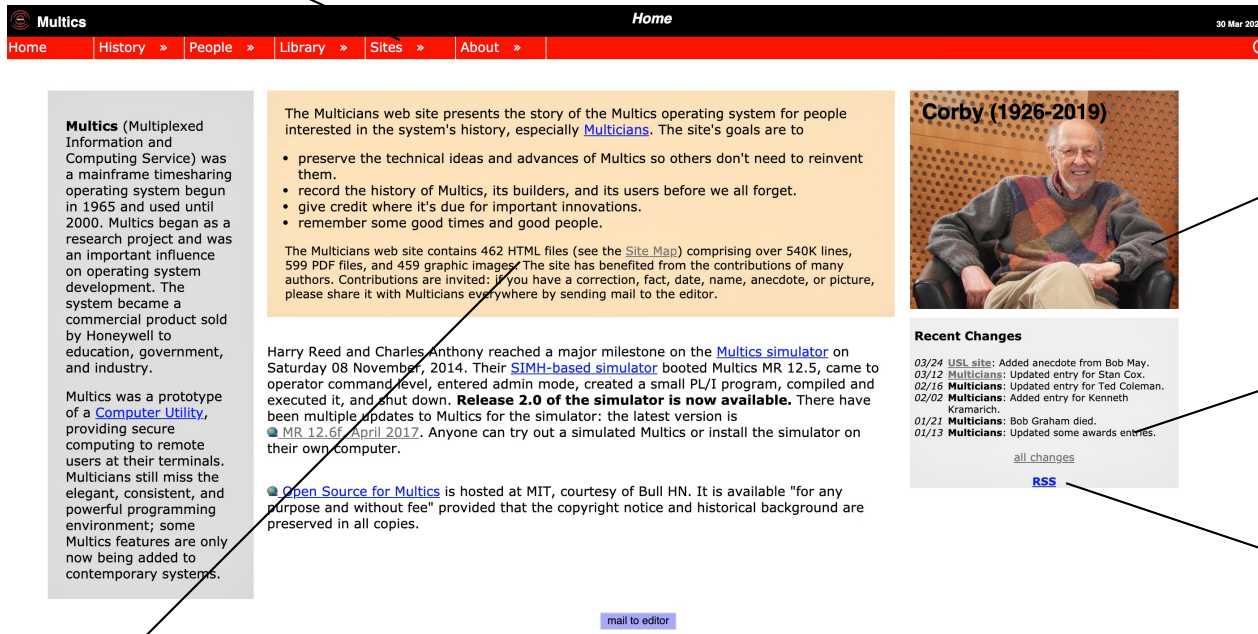 Multics
Home
30 Mar 202
Home
History »
People »
Library »
Sites »
About »
Multics (Multiplexed
Information and
Computing Service) was
a mainframe timesharing
operating system begun
in 1965 and used until
2000. Multics began as a
research project and was
an important influence
on operating system
development. The
system became a
commercial product sold
by Honeywell to
education, government,
and industry.
Multics was a prototype
of a Computer Utility,
providing secure
computing to remote
users at their terminals.
Multicians still miss the
elegant, consistent, and
powerful programming
environment; some
Multics features are only
now being added to
contemporary systems.
The Multicians web site presents the story of the Multics operating system for people
interested in the system's history, especially Multicians. The site's goals are to
• preserve the technical ideas and advances of Multics so others don't need to reinvent
them.
• record the history of Multics, its builders, and its users before we all forget.
• give credit where it's due for important innovations.
• remember some good times and good people.
The Multicians web site contains 462 HTML files (see the Site Map) comprising over 540K lines,
599 PDF files, and 459 graphic images. The site has benefited from the contributions of many
authors. Contributions are invited: if you have a correction, fact, date, name, anecdote, or picture,
please share it with Multicians everywhere by sending mail to the editor.
Harry Reed and Charles Anthony reached a major milestone on the Multics simulator on
Saturday 08 November, 2014. Their SIMH-based simulator booted Multics MR 12.5, came to
operator command level, entered admin mode, created a small PL/I program, compiled and
executed it, and shut down. Release 2.0 of the simulator is now available. There have
been multiple updates to Multics for the simulator: the latest version is
MR 12.6f, April 2017. Anyone can try out a simulated Multics or install the simulator on
their own computer.
Open Source for Multics is hosted at MIT, courtesy of Bull HN. It is available "for any
purpose and without fee" provided that the copyright notice and historical background are
preserved in all copies.
Corby (1926-2019)
Recent Changes
03/24 USL site: Added anecdote from Bob May.
03/12 Multicians: Updated entry for Stan Cox.
02/16 Multicians: Updated entry for Ted Coleman.
02/02 Multicians: Added entry for Kenneth
Kramarich.
01/21 Multicians: Bob Graham died.
01/13 Multicians: Updated some awards entries.
all changes
RSS
mail to editor